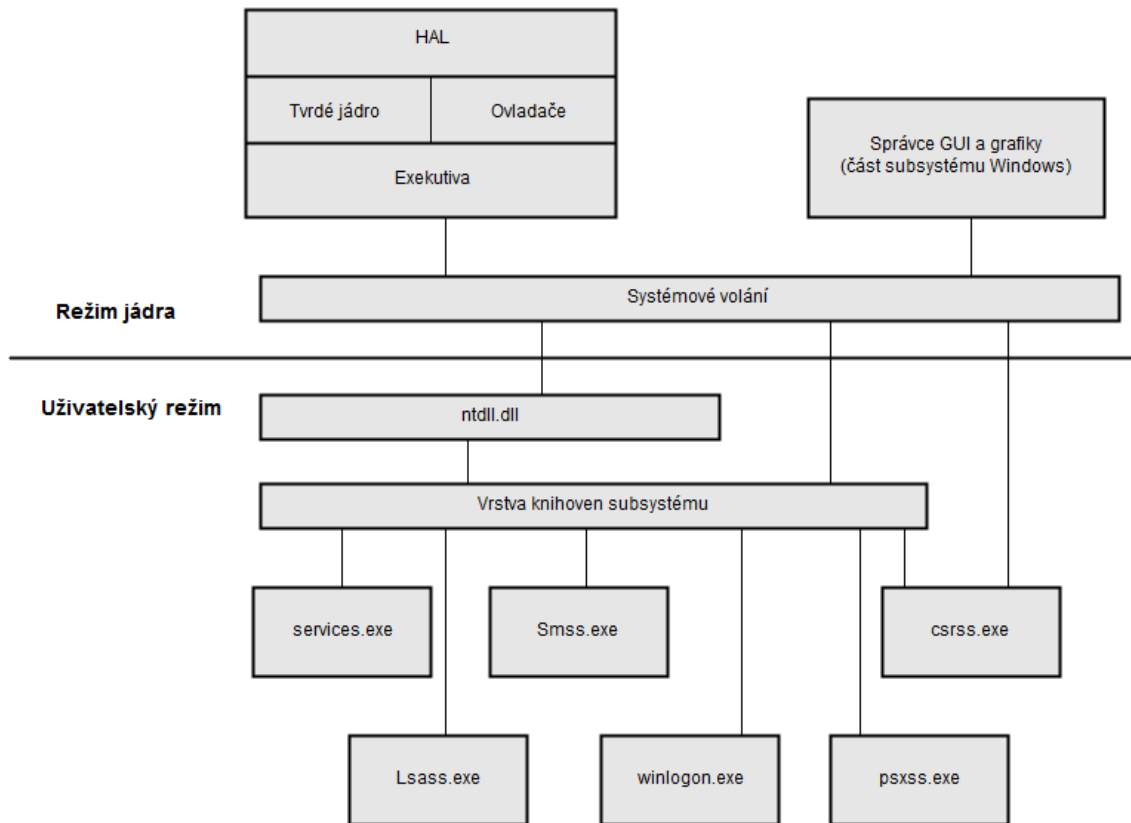 HAL
Tvrdé jádro
Ovladače
Exekutiva
Správce GUI a grafiky
(část subsystému Windows)
Systémové volání
Režim jádra
Uživatelský režim
ntdll.dll
Vrstva knihoven subsystému
services.exe
Smss.exe
csrss.exe
Lsass.exe
winlogon.exe
psxss.exe